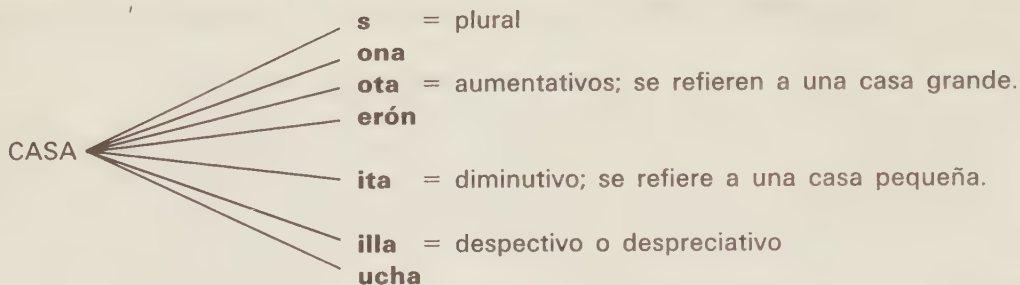 s = plural
ona
ota = aumentativos; se refieren a una casa grande.
erón
CASA
ita = diminutivo; se refiere a una casa pequeña.
illa = despectivo o despreciativo
ucha